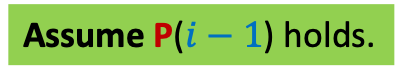 Assume P(i − 1) holds.